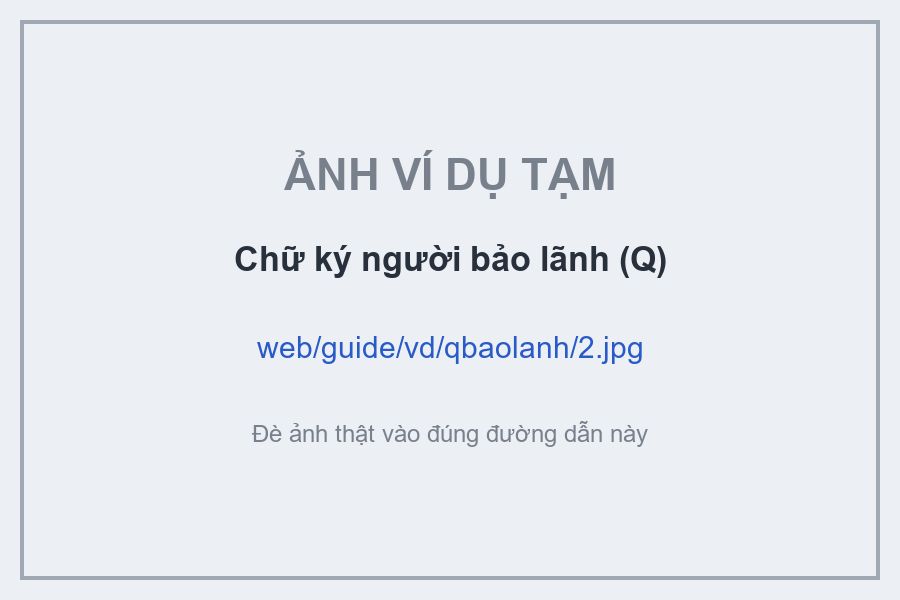 ẢNH VÍ DỤ TẠM
Chữ ký người bảo lãnh (Q)
web/guide/vd/qbaolanh/2.jpg
Đè ảnh thật vào đúng đường dẫn này